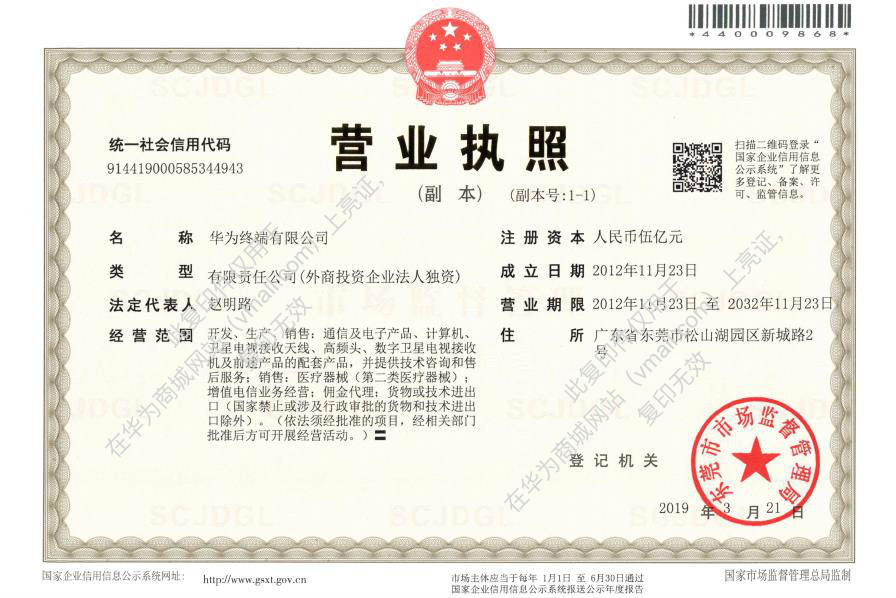 *440009868*
统一社会信用代码
914419000585344943
营业执照
(副 本) (副本号:1-1)
扫描二维码登录“
国家企业信用信息
公示系统”了解更
多登记、备案、许
可、监管信息。
名 称 华为终端有限公司
类 型 有限责任公司(外商投资企业法人独资)
法定代表人 赵明路
经营范围 开发、生产、销售：通信及电子产品、计算机、
卫星电视接收天线、高频头、数字卫星电视接收
机及前述产品的配套产品，并提供技术咨询和售
后服务；销售：医疗器械（第二类医疗器械）；
增值电信业务经营；佣金代理；货物或技术进出
口（国家禁止或涉及行政审批的货物和技术进出
口除外）。（依法须经批准的项目，经相关部门
批准后方可开展经营活动。）
注册资本 人民币伍亿元
成立日期 2012年11月23日
营业期限 2012年11月23日 至 2032年11月23日
住 所 广东省东莞市松山湖园区新城路2
号
此复印件仅用于
在华为商城网站（vmall.com）上亮证，
复印无效
此复印件仅用于
在华为商城网站（vmall.com）上亮证，
复印无效
登记机关
东莞市市场监督管理局
2019 年 3 月 21 日
SCJDGL
国家企业信用信息公示系统网址： http://www.gsxt.gov.cn
市场主体应当于每年 1月1日 至 6月30日通过
国家企业信用信息公示系统报送公示年度报告
国家市场监督管理总局监制